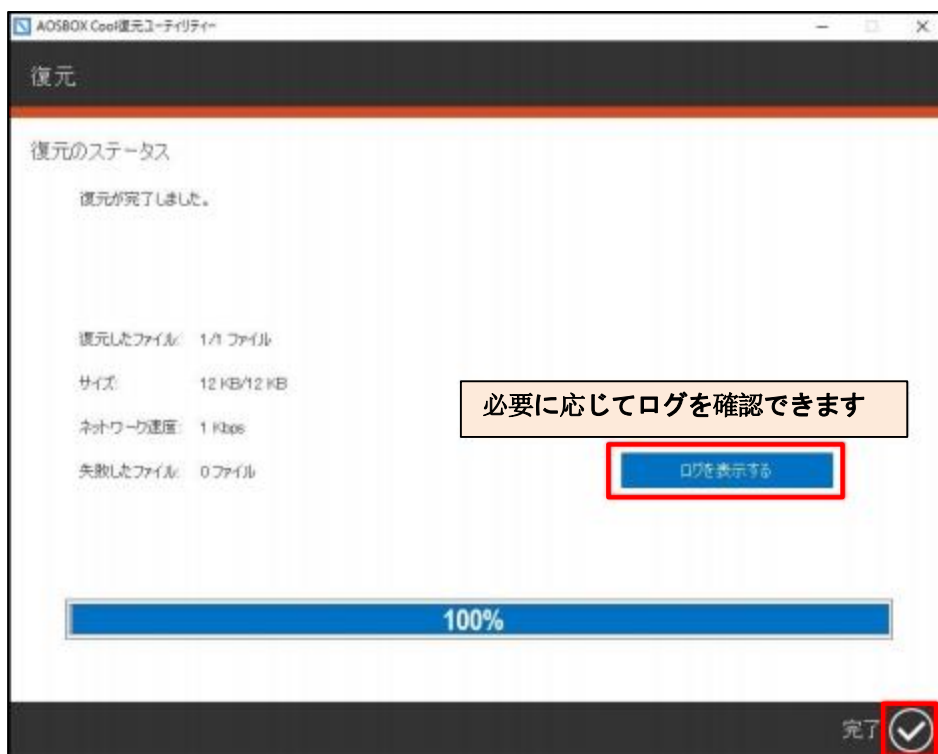 AOSBOX Cool復元ユーティリティー
復元
復元のステータス
復元が完了しました。
復元したファイル: 1/1 ファイル
サイズ: 12 KB/12 KB
必要に応じてログを確認できます
ネットワーク速度: 1 Kbps
失敗したファイル: 0 ファイル
ログを表示する
100%
完了